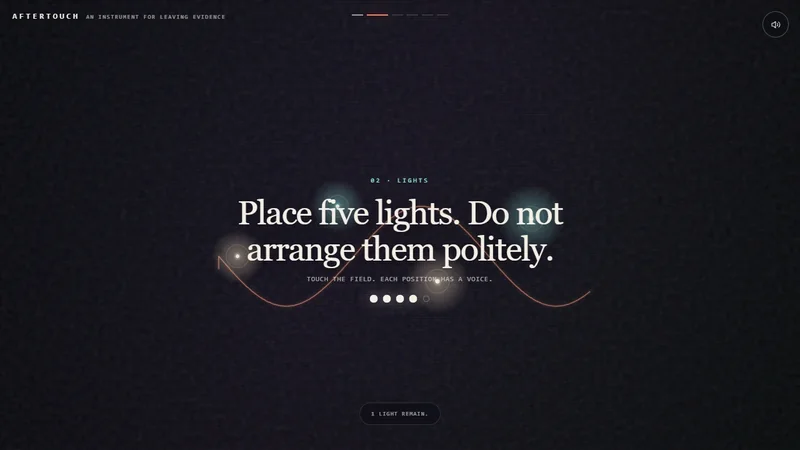 AFTERTOUCH AN INSTRUMENT FOR LEAVING EVIDENCE
02 · LIGHTS
Place five lights. Do not
arrange them politely.
TOUCH THE FIELD. EACH POSITION HAS A VOICE.
1 LIGHT REMAIN.